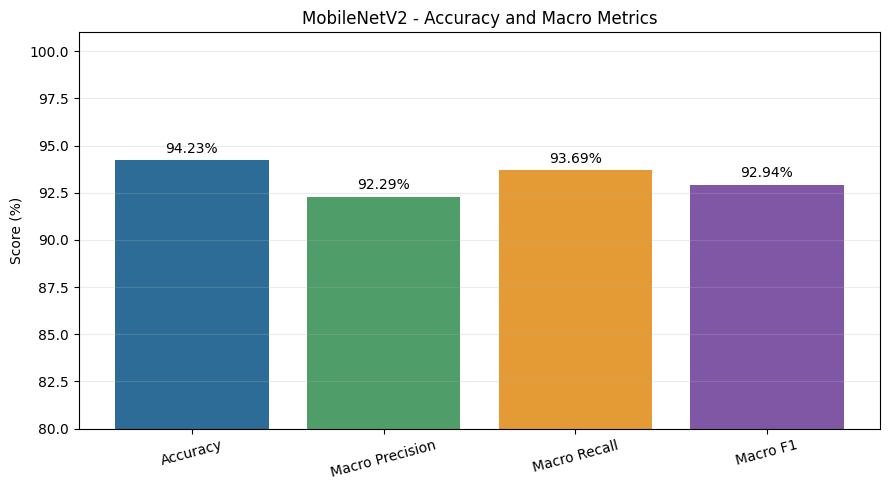 MobileNetV2 - Accuracy and Macro Metrics
100.0
97.5
95.0
92.5
90.0
87.5
85.0
82.5
80.0
Score (%)
94.23%
92.29%
93.69%
92.94%
Accuracy
Macro Precision
Macro Recall
Macro F1